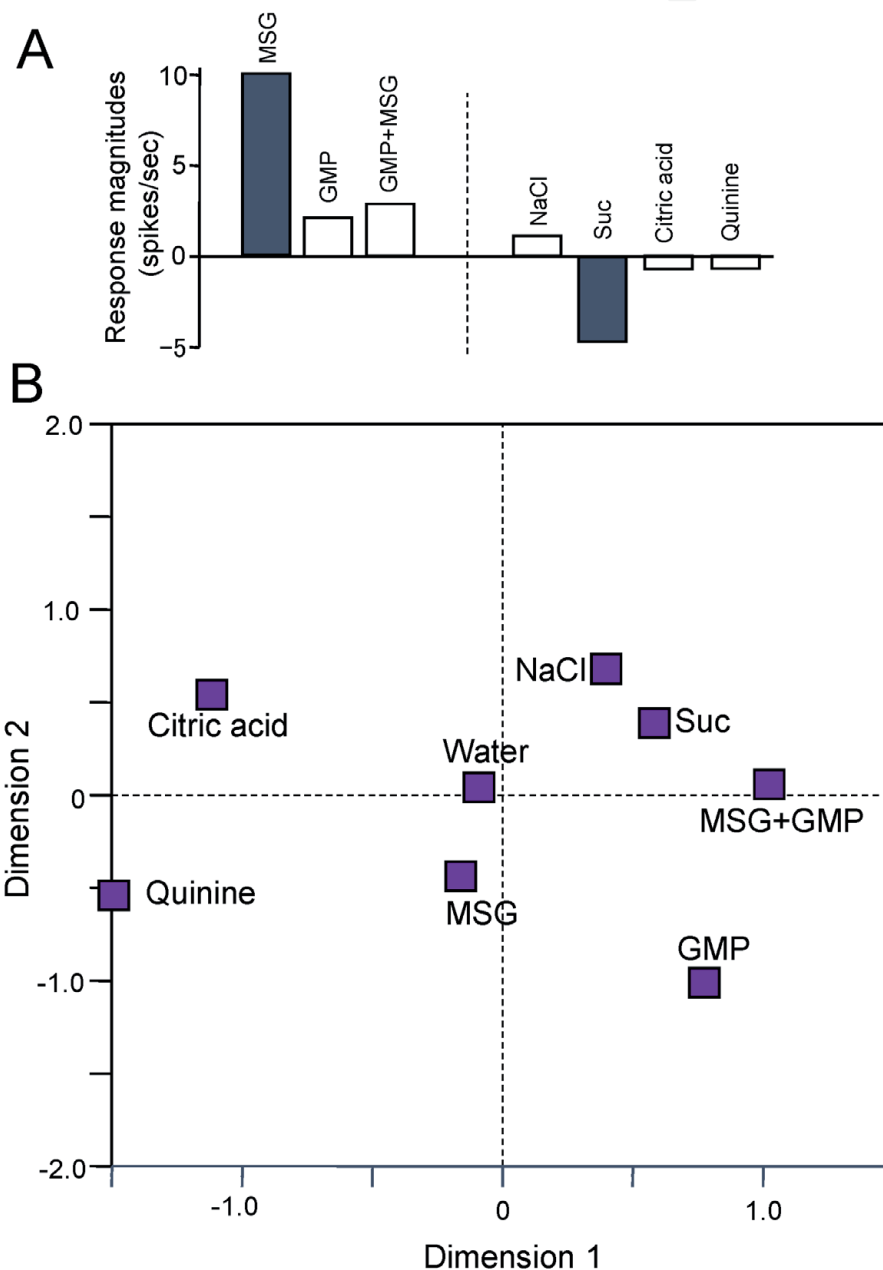 A
Response magnitudes
(spikes/sec)
10
5
0
−5
MSG
GMP
GMP+MSG
NaCl
Suc
Citric acid
Quinine
B
Dimension 2
2.0
1.0
0
-1.0
-2.0
NaCl
Suc
Citric acid
Water
MSG+GMP
Quinine
MSG
GMP
-1.0
0
1.0
Dimension 1